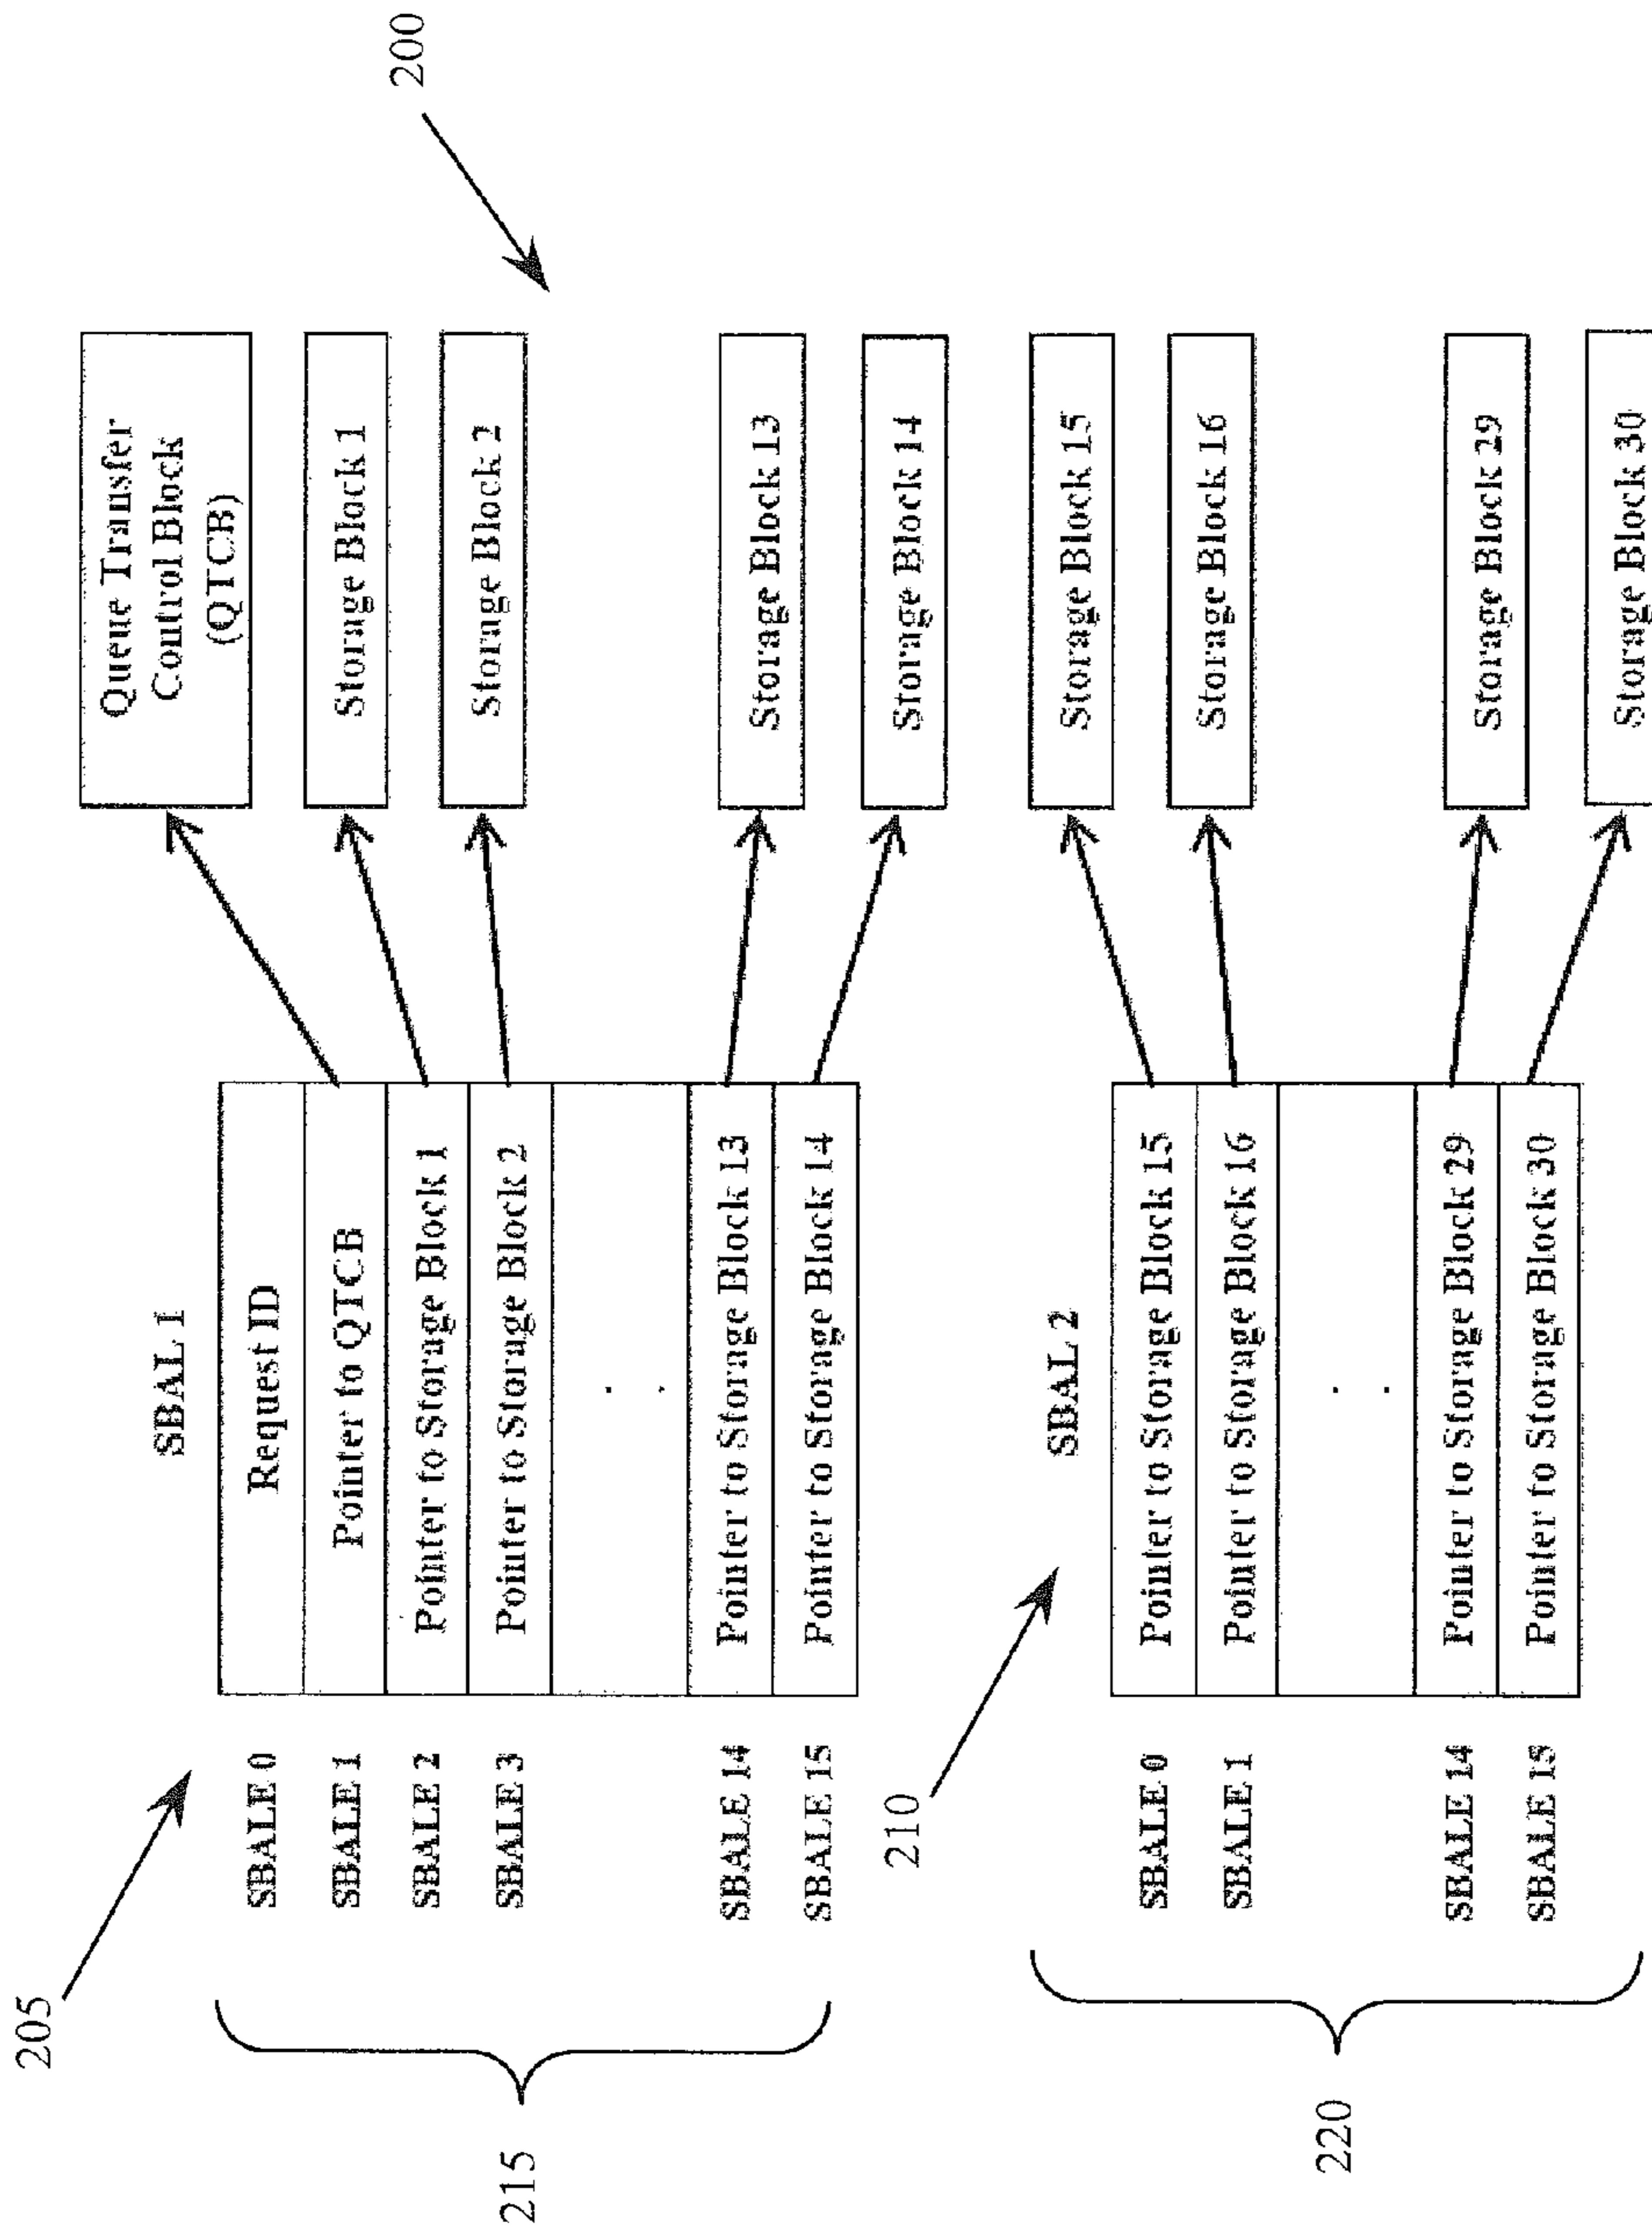 200
205
SBAL 1
SBALE 0
Request ID
SBALE 1
Pointer to QTCB
Queue Transfer
Control Block
(QTCB)
SBALE 2
Pointer to Storage Block 1
Storage Block 1
SBALE 3
Pointer to Storage Block 2
Storage Block 2
. .
SBALE 14
Pointer to Storage Block 13
Storage Block 13
SBALE 15
Pointer to Storage Block 14
Storage Block 14
215
210
SBAL 2
SBALE 0
Pointer to Storage Block 15
Storage Block 15
SBALE 1
Pointer to Storage Block 16
Storage Block 16
. .
SBALE 14
Pointer to Storage Block 29
Storage Block 29
SBALE 15
Pointer to Storage Block 30
Storage Block 30
220